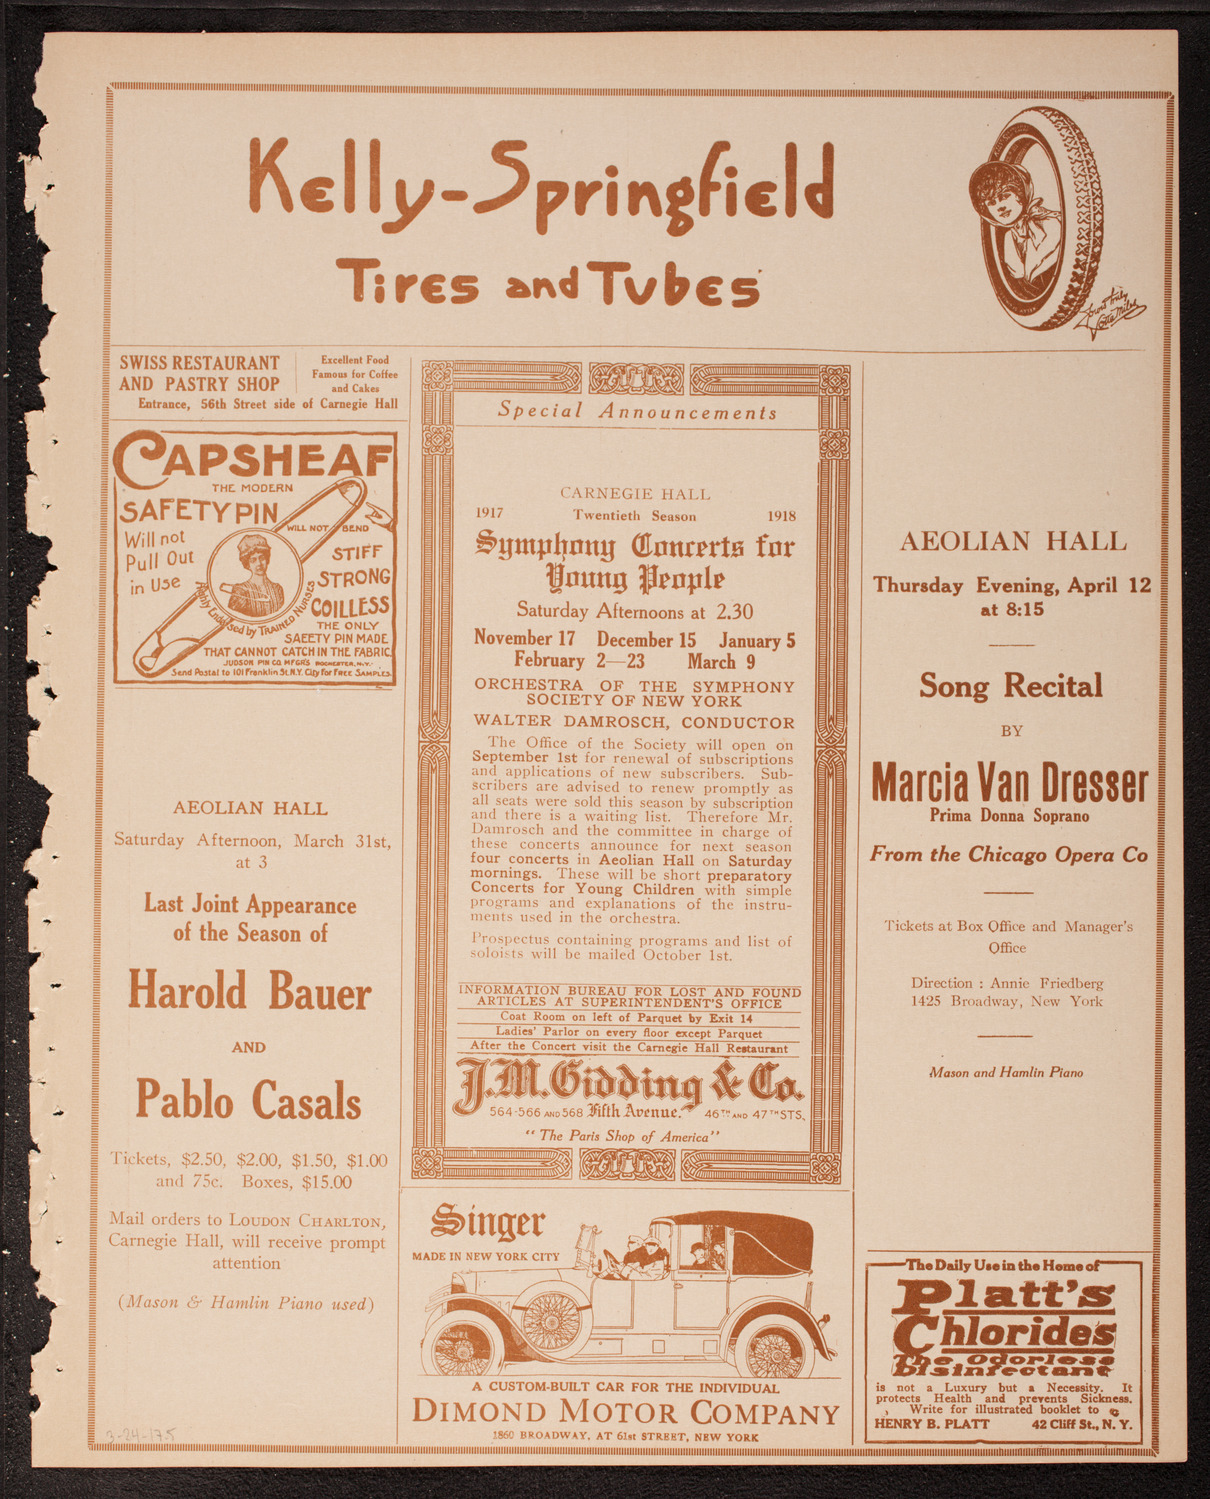 Kelly-Springfield
Tires and Tubes
Yours truly
Lotta Miles
SWISS RESTAURANT
AND PASTRY SHOP
Excellent Food
Famous for Coffee
and Cakes
Entrance, 56th Street side of Carnegie Hall
CAPSHEAF
THE MODERN
SAFETY PIN
WILL NOT BEND
Will not
Pull Out
in Use
STIFF
STRONG
COILLESS
Highly Endorsed by TRAINED NURSES
THE ONLY
SAFETY PIN MADE
THAT CANNOT CATCH IN THE FABRIC.
JUDSON PIN CO. MFGRS ROCHESTER, N.Y.
Send Postal to 101 Franklin St. N.Y. City for FREE SAMPLES.
AEOLIAN HALL
Saturday Afternoon, March 31st,
at 3
Last Joint Appearance
of the Season of
Harold Bauer
AND
Pablo Casals
Tickets, $2.50, $2.00, $1.50, $1.00
and 75c. Boxes, $15.00
Mail orders to LOUDON CHARLTON,
Carnegie Hall, will receive prompt
attention
(Mason & Hamlin Piano used)
3-24-17S
Special Announcements
CARNEGIE HALL
1917 Twentieth Season 1918
Symphony Concerts for
Young People
Saturday Afternoons at 2.30
November 17 December 15 January 5
February 2—23 March 9
ORCHESTRA OF THE SYMPHONY
SOCIETY OF NEW YORK
WALTER DAMROSCH, CONDUCTOR
The Office of the Society will open on
September 1st for renewal of subscriptions
and applications of new subscribers. Sub-
scribers are advised to renew promptly as
all seats were sold this season by subscription
and there is a waiting list. Therefore Mr.
Damrosch and the committee in charge of
these concerts announce for next season
four concerts in Aeolian Hall on Saturday
mornings. These will be short preparatory
Concerts for Young Children with simple
programs and explanations of the instru-
ments used in the orchestra.
Prospectus containing programs and list of
soloists will be mailed October 1st.
INFORMATION BUREAU FOR LOST AND FOUND
ARTICLES AT SUPERINTENDENT'S OFFICE
Coat Room on left of Parquet by Exit 14
Ladies' Parlor on every floor except Parquet
After the Concert visit the Carnegie Hall Restaurant
J.M. Gidding & Co.
564-566 AND 568 Fifth Avenue. 46TH AND 47TH STS.
"The Paris Shop of America"
Singer
MADE IN NEW YORK CITY
A CUSTOM-BUILT CAR FOR THE INDIVIDUAL
DIMOND MOTOR COMPANY
1860 BROADWAY, AT 61st STREET, NEW YORK
AEOLIAN HALL
Thursday Evening, April 12
at 8:15
Song Recital
BY
Marcia Van Dresser
Prima Donna Soprano
From the Chicago Opera Co
Tickets at Box Office and Manager's
Office
Direction : Annie Friedberg
1425 Broadway, New York
Mason and Hamlin Piano
The Daily Use in the Home of
Platt's
Chlorides
The Odorless
Disinfectant
is not a Luxury but a Necessity. It
protects Health and prevents Sickness.
Write for illustrated booklet to
HENRY B. PLATT 42 Cliff St., N. Y.